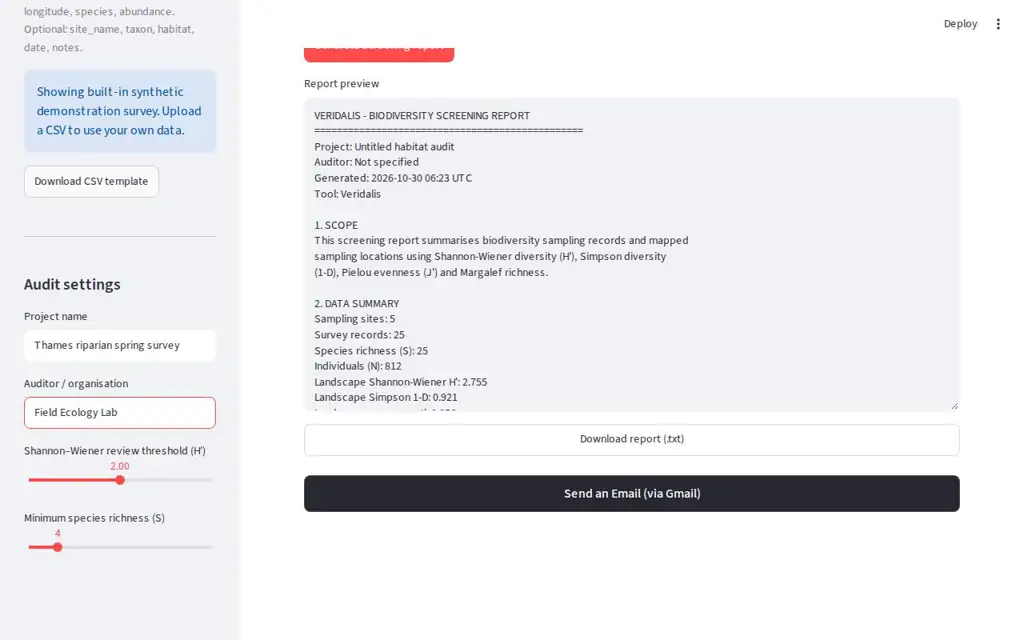 longitude, species, abundance.
Optional: site_name, taxon, habitat,
date, notes.
Showing built-in synthetic
demonstration survey. Upload
a CSV to use your own data.
Download CSV template
Audit settings
Project name
Thames riparian spring survey
Auditor / organisation
Field Ecology Lab
Shannon–Wiener review threshold (H′)
2.00
Minimum species richness (S)
4
Deploy
Report preview
VERIDALIS - BIODIVERSITY SCREENING REPORT
================================================
Project: Untitled habitat audit
Auditor: Not specified
Generated: 2026-10-30 06:23 UTC
Tool: Veridalis
1. SCOPE
This screening report summarises biodiversity sampling records and mapped
sampling locations using Shannon-Wiener diversity (H'), Simpson diversity
(1-D), Pielou evenness (J') and Margalef richness.
2. DATA SUMMARY
Sampling sites: 5
Survey records: 25
Species richness (S): 25
Individuals (N): 812
Landscape Shannon-Wiener H': 2.755
Landscape Simpson 1-D: 0.921
Download report (.txt)
Send an Email (via Gmail)